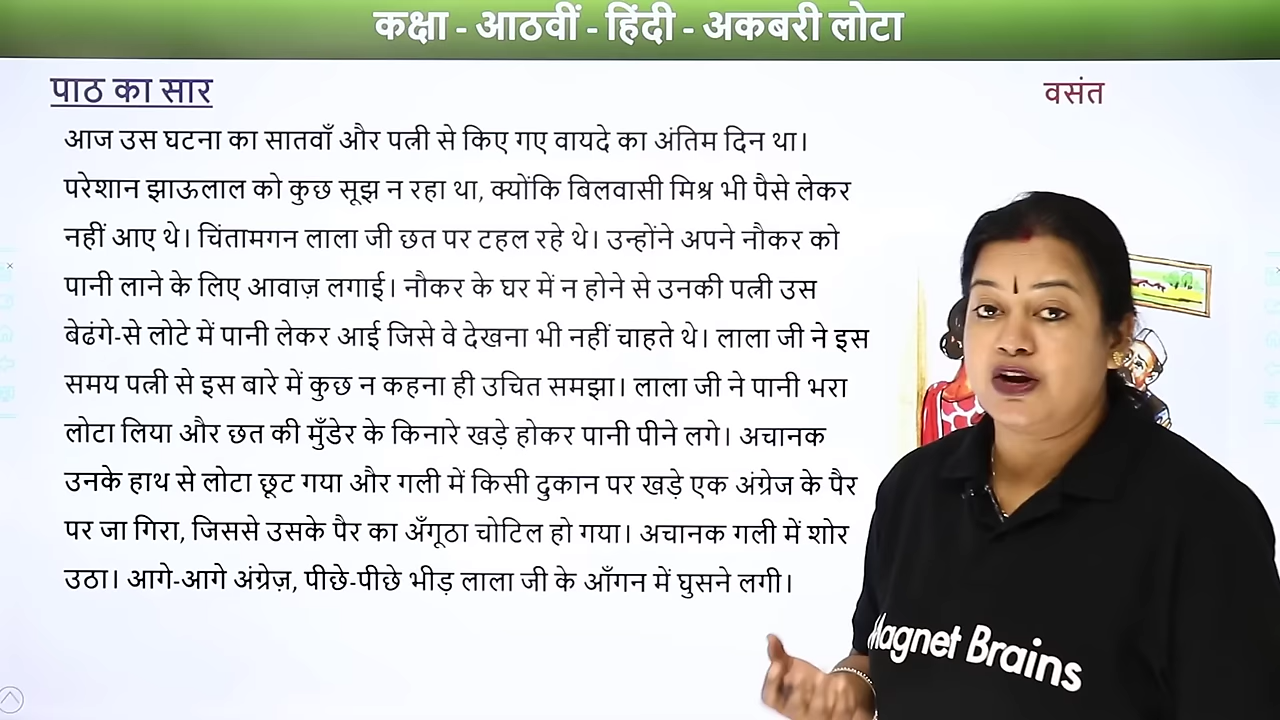 कक्षा - आठवीं - हिंदी - अकबरी लोटा
पाठ का सार
वसंत
आज उस घटना का सातवाँ और पत्नी से किए गए वायदे का अंतिम दिन था।
परेशान झाऊलाल को कुछ सूझ न रहा था, क्योंकि बिलवासी मिश्र भी पैसे लेकर
नहीं आए थे। चिंतामगन लाला जी छत पर टहल रहे थे। उन्होंने अपने नौकर को
पानी लाने के लिए आवाज़ लगाई। नौकर के घर में न होने से उनकी पत्नी उस
बेढंगे-से लोटे में पानी लेकर आई जिसे वे देखना भी नहीं चाहते थे। लाला जी ने इस
समय पत्नी से इस बारे में कुछ न कहना ही उचित समझा। लाला जी ने पानी भरा
लोटा लिया और छत की मुँडेर के किनारे खड़े होकर पानी पीने लगे। अचानक
उनके हाथ से लोटा छूट गया और गली में किसी दुकान पर खड़े एक अंग्रेज के पैर
पर जा गिरा, जिससे उसके पैर का अँगूठा चोटिल हो गया। अचानक गली में शोर
उठा। आगे-आगे अंग्रेज़, पीछे-पीछे भीड़ लाला जी के आँगन में घुसने लगी।
Magnet Brains